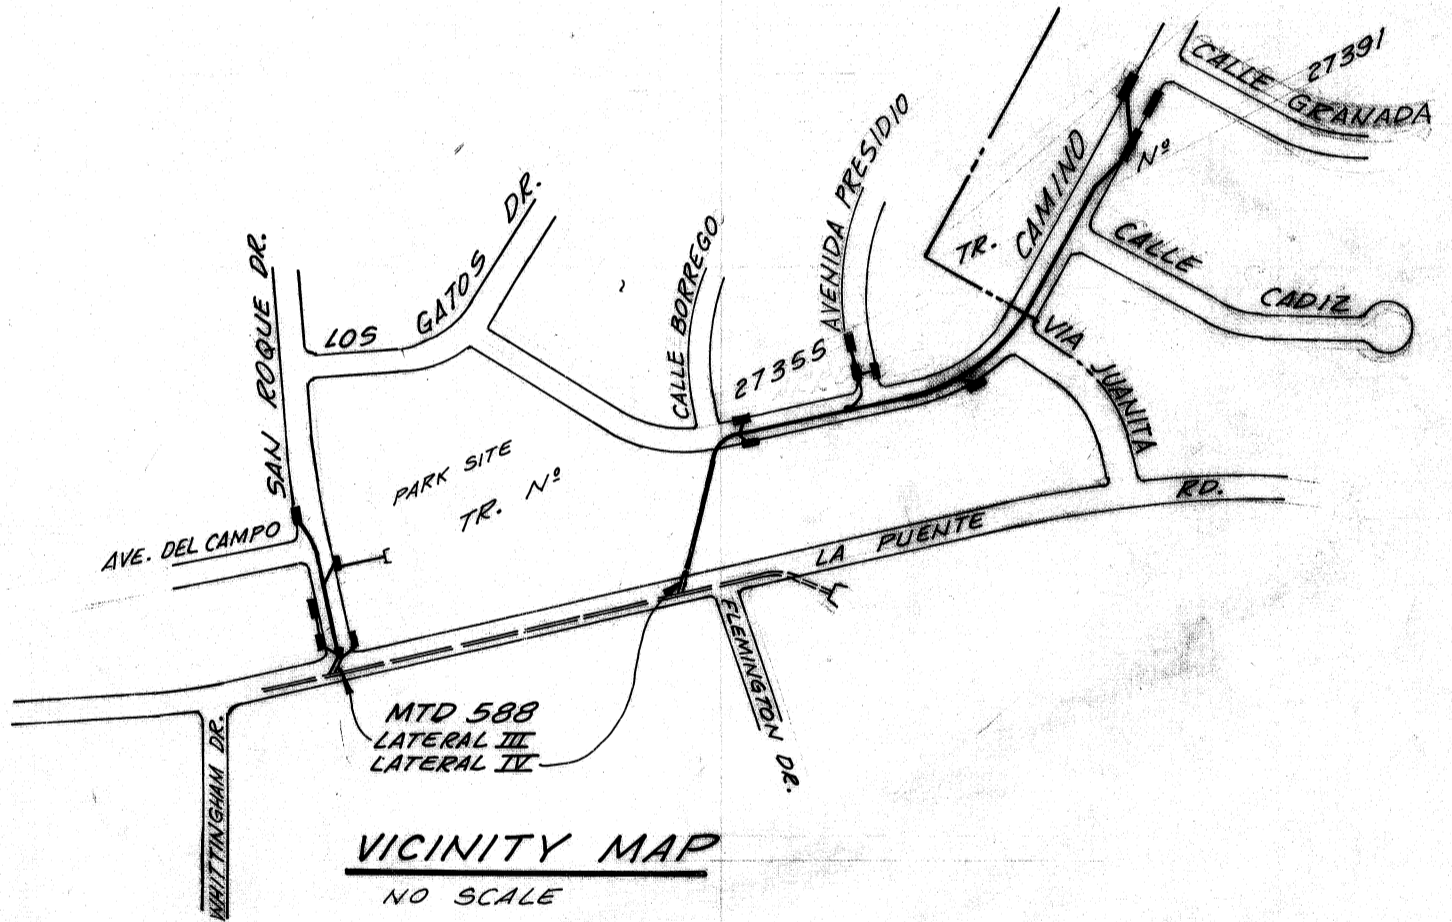 CALLE GRANADA
27391
Nº
TR.
CAMINO
AVENIDA PRESIDIO
CALLE
CADIZ
VIA JUANITA
LOS GATOS DR.
SAN ROQUE DR.
CALLE BORREGO
27355
PARK SITE
TR. Nº
AVE. DEL CAMPO
LA PUENTE RD.
FLEMINGTON DR.
WHITTINGHAM DR.
MTD 588
LATERAL III
LATERAL IV
VICINITY MAP
NO SCALE